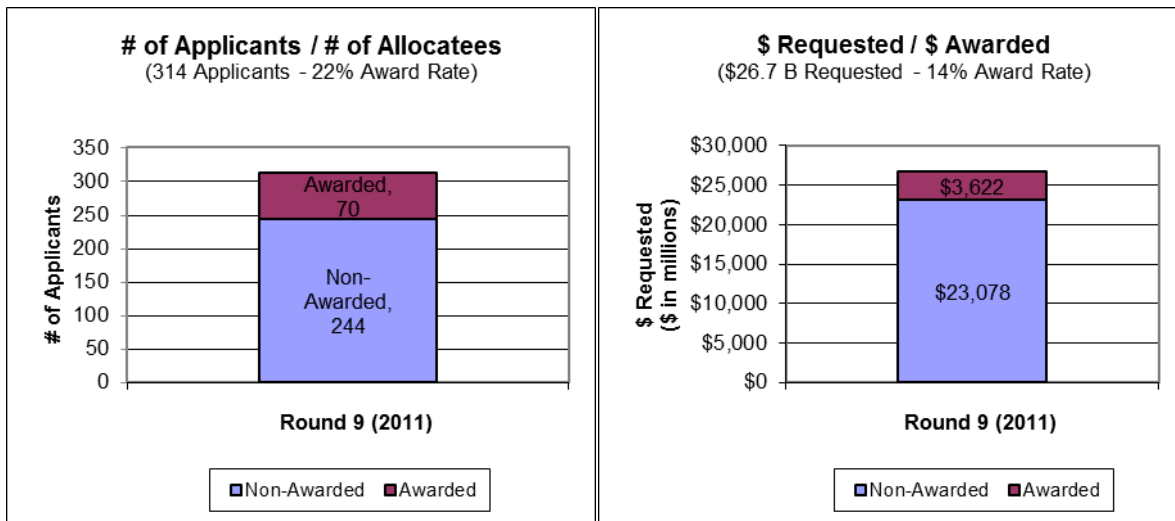 # of Applicants / # of Allocatees
(314 Applicants - 22% Award Rate)
# of Applicants
350
300
250
200
150
100
50
0
Awarded,
70
Non-
Awarded,
244
Round 9 (2011)
Non-Awarded Awarded
$ Requested / $ Awarded
($26.7 B Requested - 14% Award Rate)
$ Requested
($ in millions)
$30,000
$25,000
$20,000
$15,000
$10,000
$5,000
$0
$3,622
$23,078
Round 9 (2011)
Non-Awarded Awarded